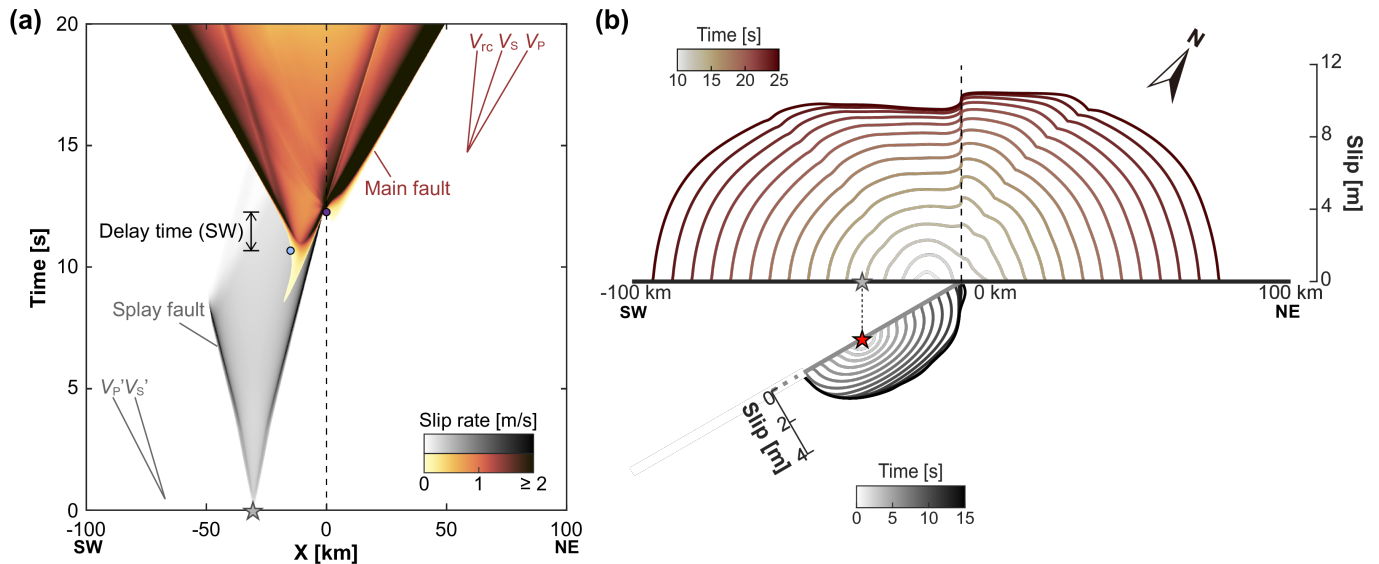 (a)
20
15
10
5
0
Time [s]
V_rc V_S V_P
Main fault
Delay time (SW)
Splay fault
V_P' V_S'
Slip rate [m/s]
0 1 ≥ 2
-100 -50 0 50 100
SW X [km] NE
(b)
Time [s]
10 15 20 25
N
12
8
4
0
Slip [m]
-100 km 0 km 100 km
SW NE
0
2
4
Slip [m]
Time [s]
0 5 10 15